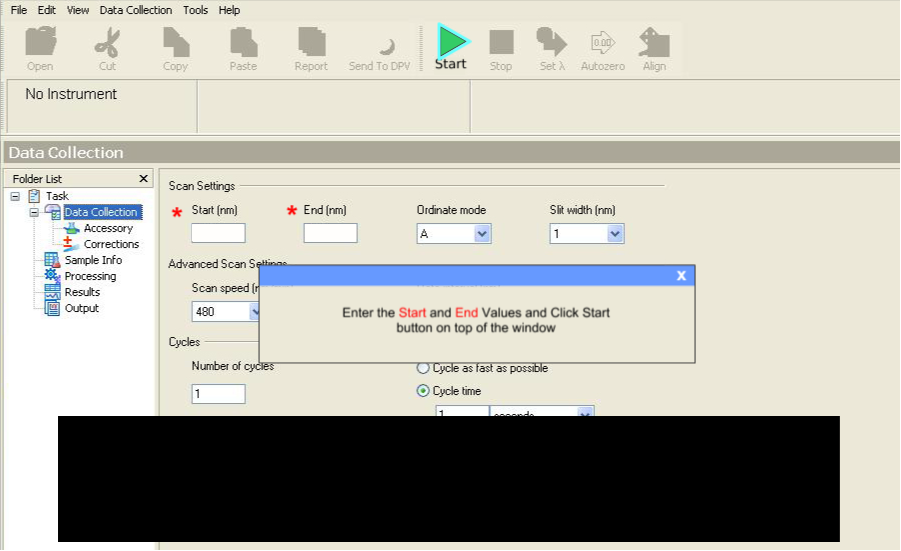 File Edit View Data Collection Tools Help
Open Cut Copy Paste Report Send To DPV Start Stop Set λ Autozero Align
No Instrument
Data Collection
Folder List X
Task
Data Collection
Accessory
Corrections
Sample Info
Processing
Results
Output
Scan Settings
* Start (nm) * End (nm) Ordinate mode Slit width (nm)
A 1
Advanced Scan Settings
Scan speed
480
X
Enter the Start and End Values and Click Start
button on top of the window
Cycles
Number of cycles Cycle as fast as possible
1 Cycle time
1 seconds